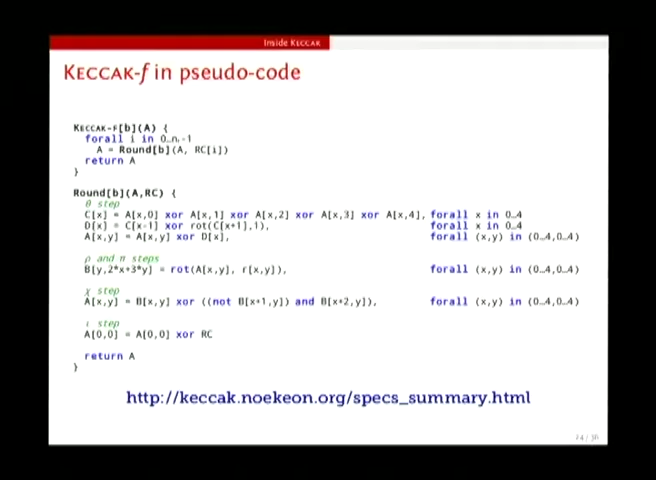 Inside Keccak
Keccak-f in pseudo-code
Keccak-f[b](A) {
forall i in 0…nᵣ-1
A = Round[b](A, RC[i])
return A
}
Round[b](A,RC) {
θ step
C[x] = A[x,0] xor A[x,1] xor A[x,2] xor A[x,3] xor A[x,4], forall x in 0…4
D[x] = C[x-1] xor rot(C[x+1],1), forall x in 0…4
A[x,y] = A[x,y] xor D[x], forall (x,y) in (0…4,0…4)
ρ and π steps
B[y,2*x+3*y] = rot(A[x,y], r[x,y]), forall (x,y) in (0…4,0…4)
χ step
A[x,y] = B[x,y] xor ((not B[x+1,y]) and B[x+2,y]), forall (x,y) in (0…4,0…4)
ι step
A[0,0] = A[0,0] xor RC
return A
}
http://keccak.noekeon.org/specs_summary.html
24 / 36